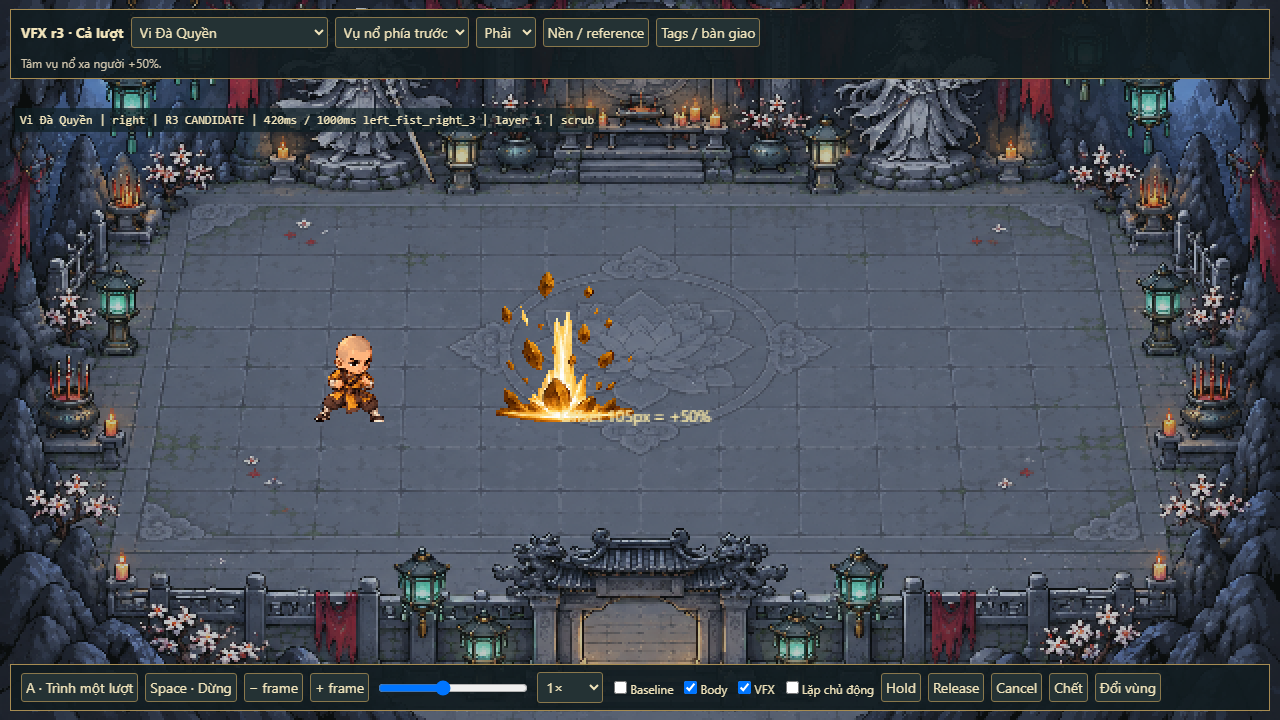 VFX r3 · Cả lượt Vi Đà Quyền Vụ nổ phía trước Phải Nền / reference Tags / bàn giao
Tâm vụ nổ xa người +50%.
Vi Đà Quyền | right | R3 CANDIDATE | 420ms / 1000ms left_fist_right_3 | layer 1 | scrub
105px = +50%
A · Trình một lượt Space · Dừng − frame + frame 1× Baseline Body VFX Lặp chủ động Hold Release Cancel Chết Đổi vùng